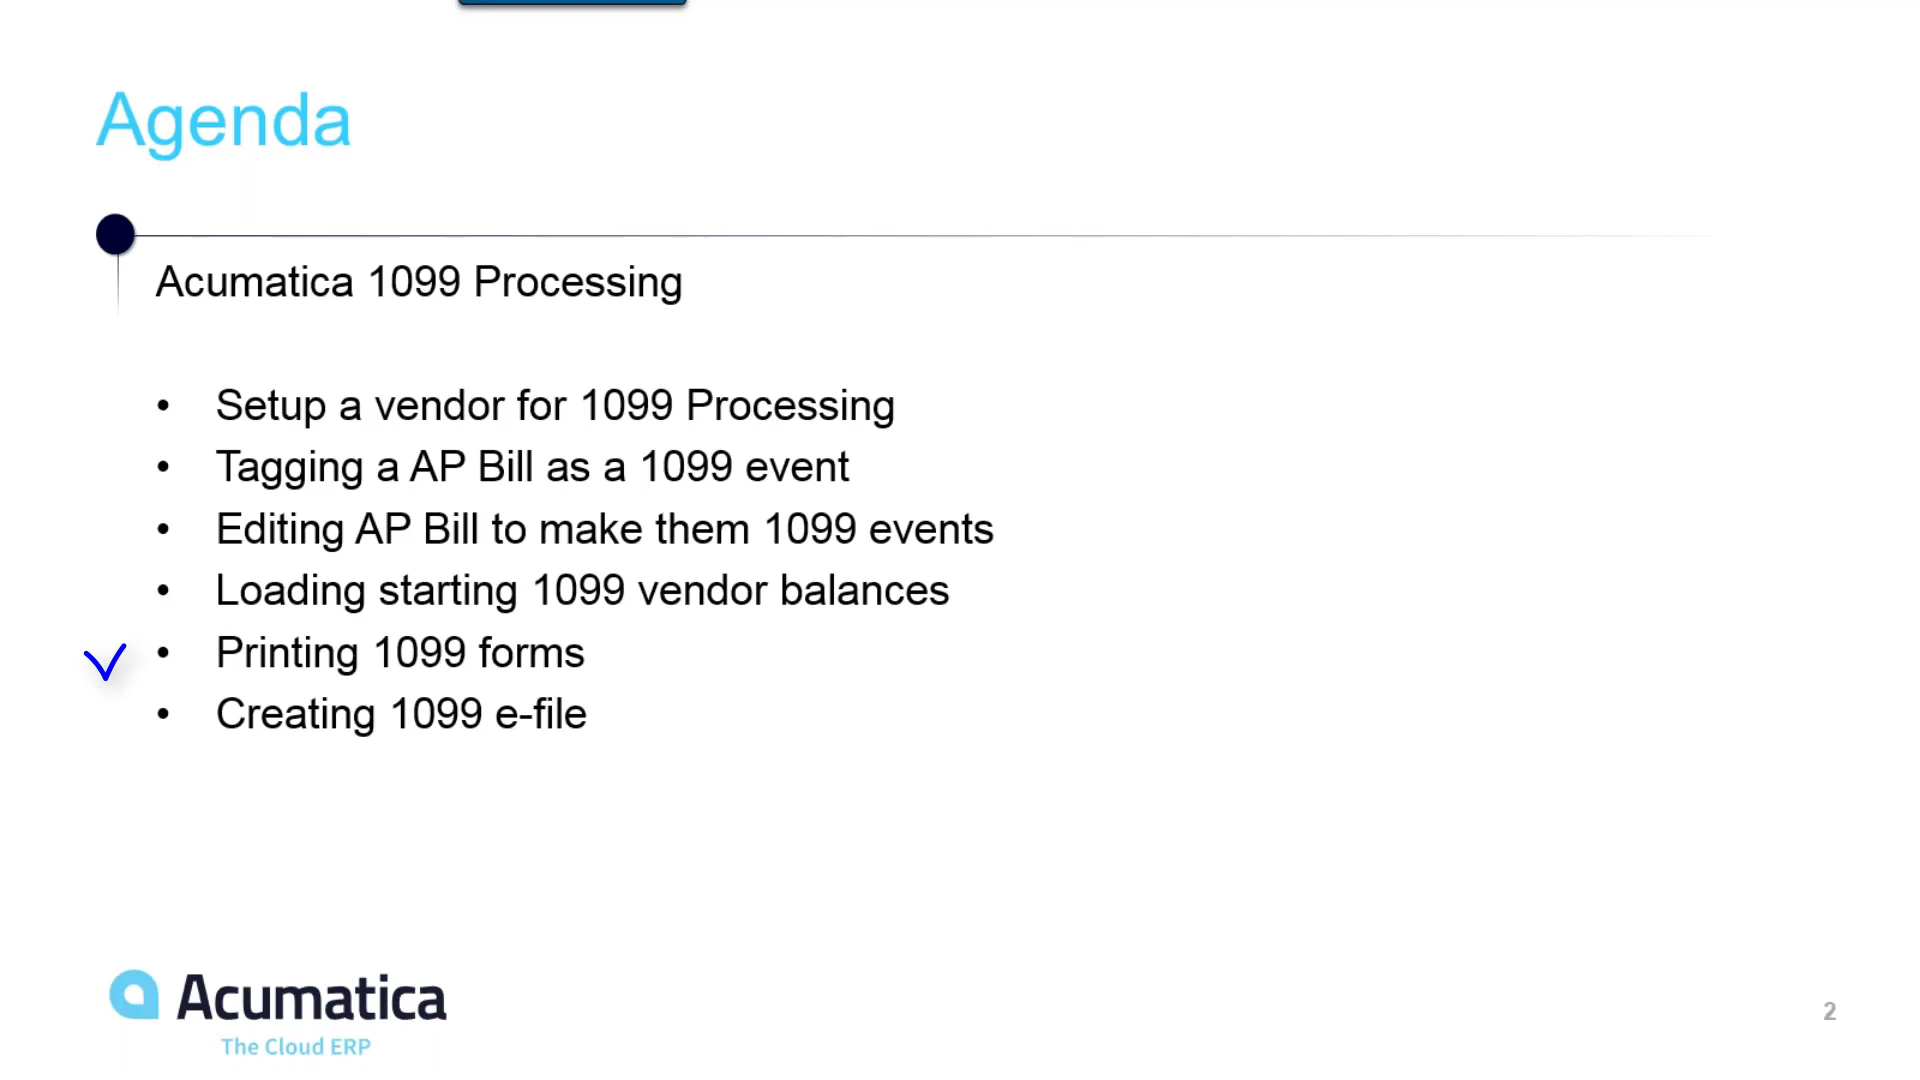 Agenda
Acumatica 1099 Processing
• Setup a vendor for 1099 Processing
• Tagging a AP Bill as a 1099 event
• Editing AP Bill to make them 1099 events
• Loading starting 1099 vendor balances
• Printing 1099 forms
• Creating 1099 e-file
Acumatica
The Cloud ERP
2